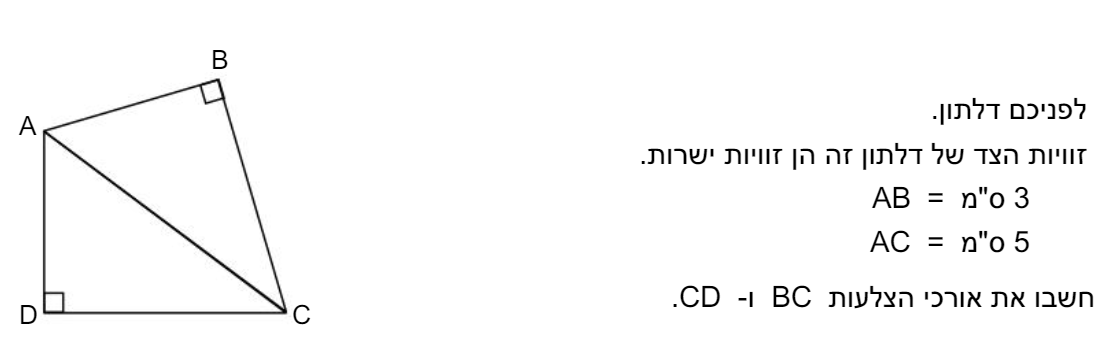 B
A
D
C
לפניכם דלתון.
זוויות הצד של דלתון זה הן זוויות ישרות.
3 ס"מ = AB
5 ס"מ = AC
חשבו את אורכי הצלעות BC ו- CD.